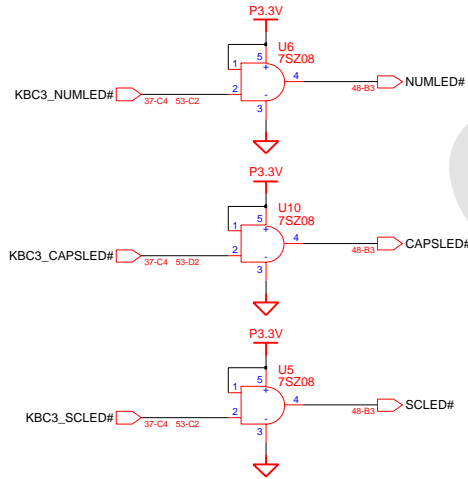 P3.3V
U6
7SZ08
5
+
1
4
NUMLED#
KBC3_NUMLED#
2
-
37-C4 53-C2
48-B3
3
P3.3V
U10
7SZ08
5
+
1
4
CAPSLED#
KBC3_CAPSLED#
2
-
37-C4 53-D2
48-B3
3
P3.3V
U5
7SZ08
5
+
1
4
SCLED#
KBC3_SCLED#
2
-
37-C4 53-C2
48-B3
3